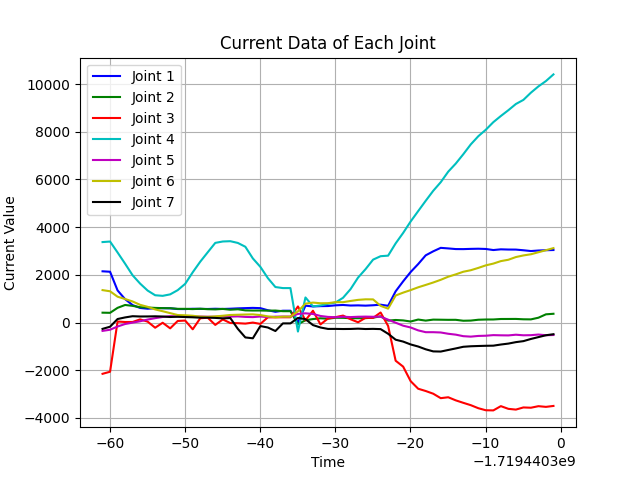 Current Data of Each Joint
Current Value
10000
8000
6000
4000
2000
0
−2000
−4000
Joint 1
Joint 2
Joint 3
Joint 4
Joint 5
Joint 6
Joint 7
−60 −50 −40 −30 −20 −10 0
Time
−1.7194403e9